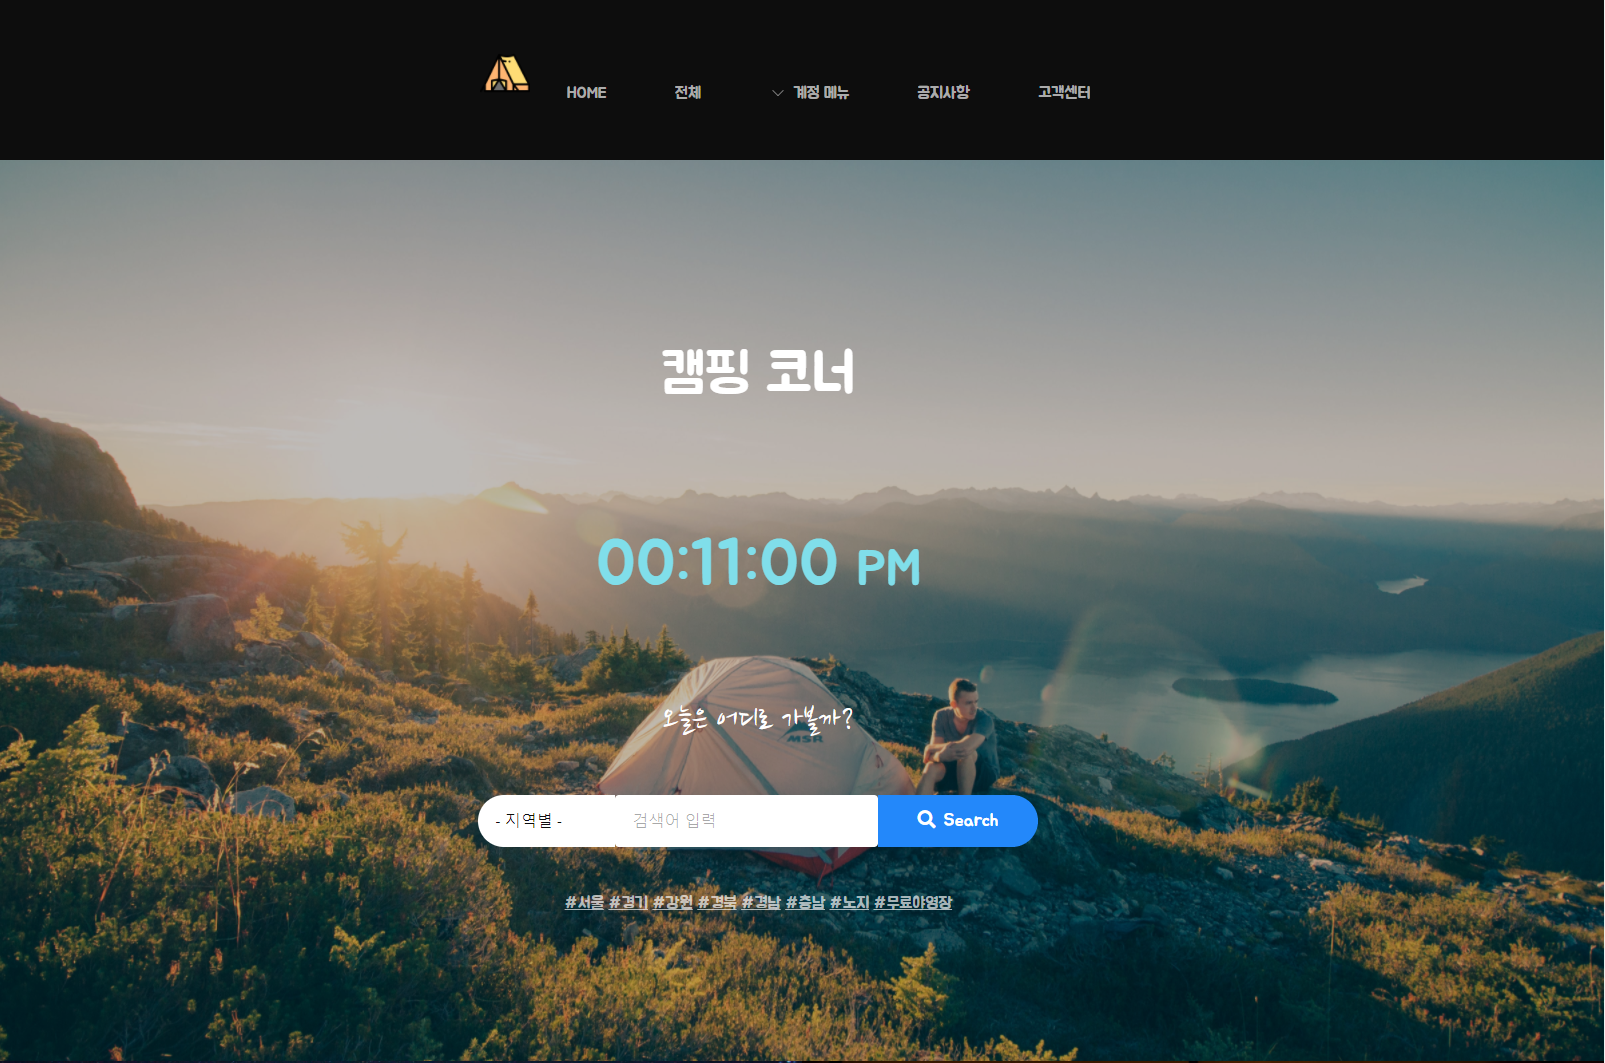 HOME 전체 계정 메뉴 공지사항 고객센터
캠핑 코너
00:11:00 PM
오늘은 어디로 가볼까?
MSR
- 지역별 - 검색어 입력 Search
#서울 #경기 #강원 #경북 #경남 #충남 #노지 #무료야영장